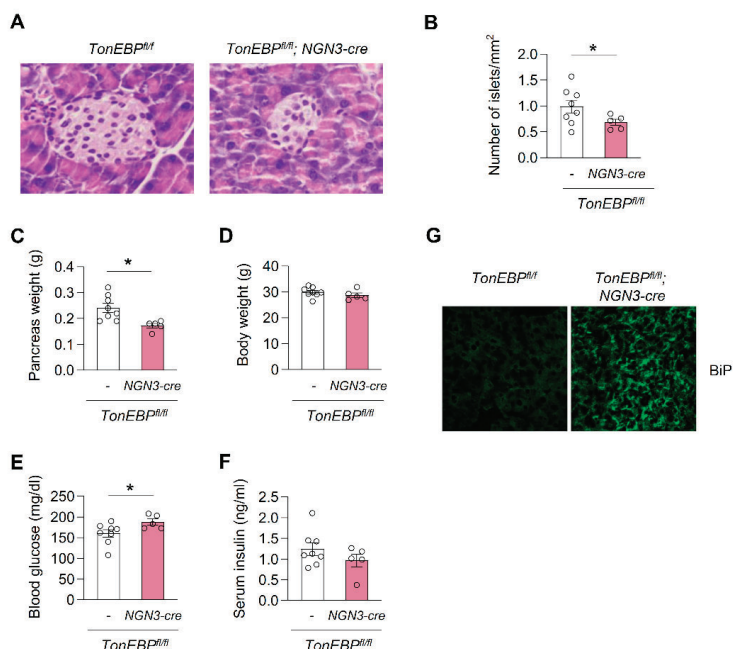 A
TonEBPfl/f
TonEBPfl/fl; NGN3-cre
B
Number of islets/mm2
2.0
1.5
1.0
0.5
0.0
*
- NGN3-cre
TonEBPfl/fl
C
Pancreas weight (g)
0.4
0.3
0.2
0.1
0.0
*
- NGN3-cre
TonEBPfl/fl
D
Body weight (g)
40
30
20
10
0
- NGN3-cre
TonEBPfl/fl
G
TonEBPfl/f
TonEBPfl/fl;
NGN3-cre
BiP
E
Blood glucose (mg/dl)
250
200
150
100
50
0
*
- NGN3-cre
TonEBPfl/fl
F
Serum insulin (ng/ml)
2.5
2.0
1.5
1.0
0.5
0.0
- NGN3-cre
TonEBPfl/fl